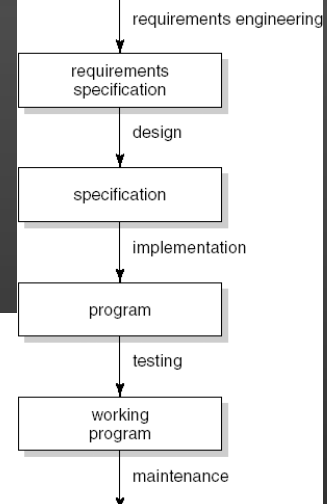 requirements engineering
requirements
specification
design
specification
implementation
program
testing
working
program
maintenance